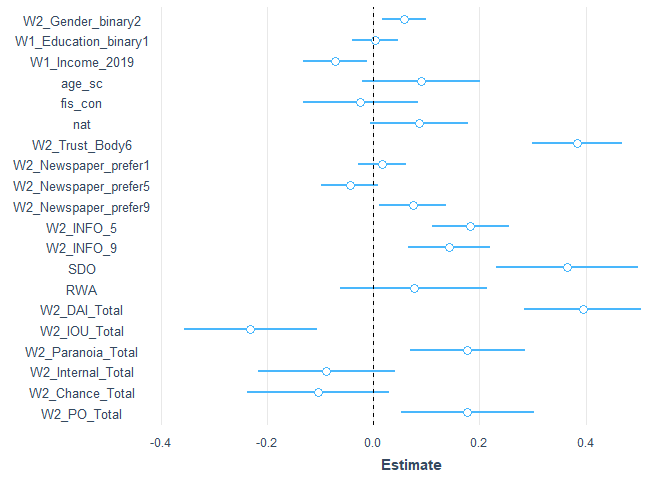 W2_Gender_binary2
W1_Education_binary1
W1_Income_2019
age_sc
fis_con
nat
W2_Trust_Body6
W2_Newspaper_prefer1
W2_Newspaper_prefer5
W2_Newspaper_prefer9
W2_INFO_5
W2_INFO_9
SDO
RWA
W2_DAI_Total
W2_IOU_Total
W2_Paranoia_Total
W2_Internal_Total
W2_Chance_Total
W2_PO_Total
-0.4 -0.2 0.0 0.2 0.4
Estimate